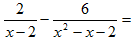 2/(x-2) - 6/(x² - x - 2) =